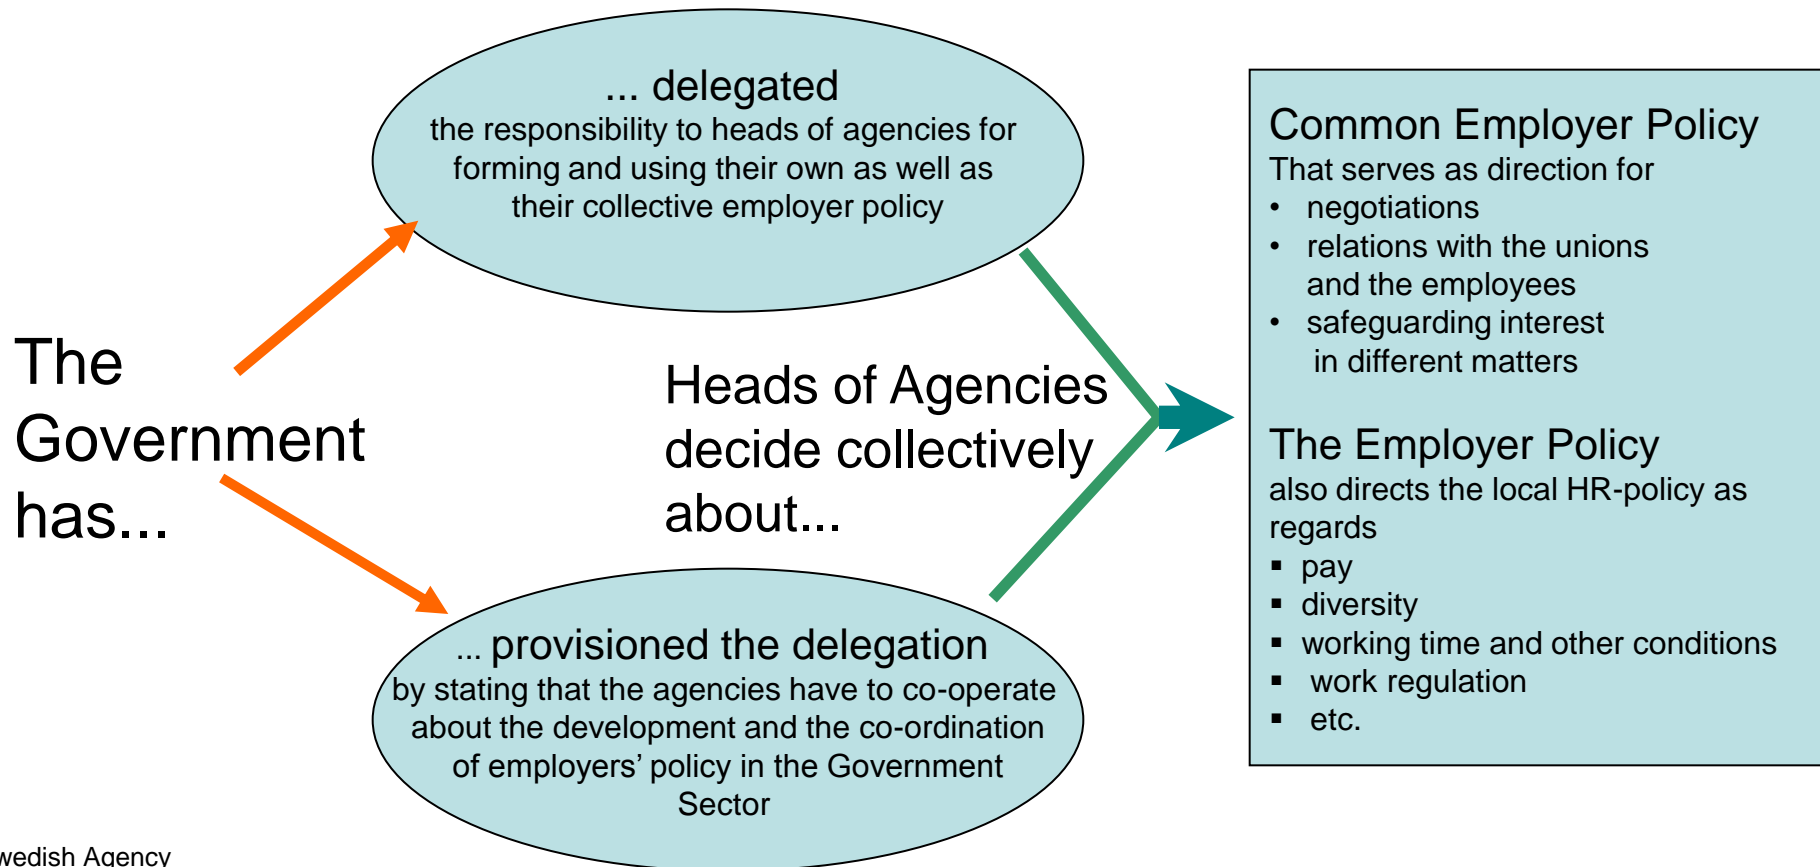 The
Government
has...
... delegated
the responsibility to heads of agencies for
forming and using their own as well as
their collective employer policy
... provisioned the delegation
by stating that the agencies have to co-operate
about the development and the co-ordination
of employers’ policy in the Government
Sector
Heads of Agencies
decide collectively
about...
Common Employer Policy
That serves as direction for
• negotiations
• relations with the unions
and the employees
• safeguarding interest
in different matters
The Employer Policy
also directs the local HR-policy as
regards
▪ pay
▪ diversity
▪ working time and other conditions
▪ work regulation
▪ etc.
wedish Agency